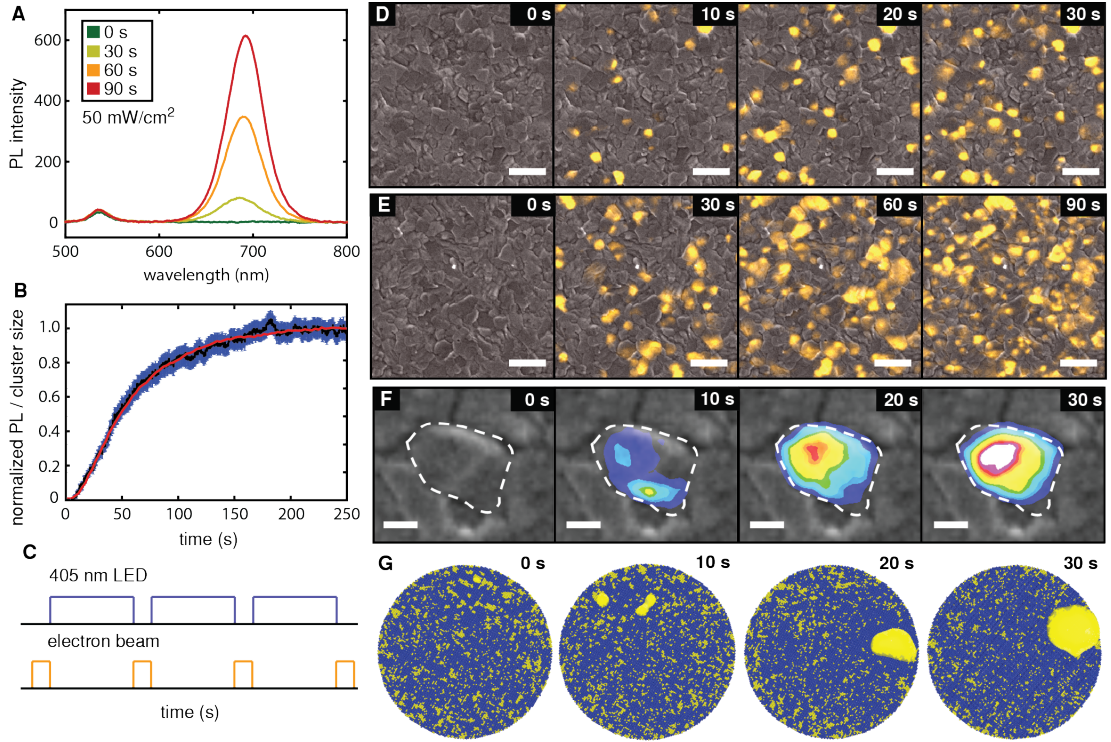 A
PL intensity
600
400
200
0
0 s
30 s
60 s
90 s
50 mW/cm²
500 600 700 800
wavelength (nm)
B
normalized PL / cluster size
1.0
0.8
0.6
0.4
0.2
0
0 50 100 150 200 250
time (s)
C
405 nm LED
electron beam
time (s)
D 0 s 10 s 20 s 30 s
E 0 s 30 s 60 s 90 s
F 0 s 10 s 20 s 30 s
G 0 s 10 s 20 s 30 s